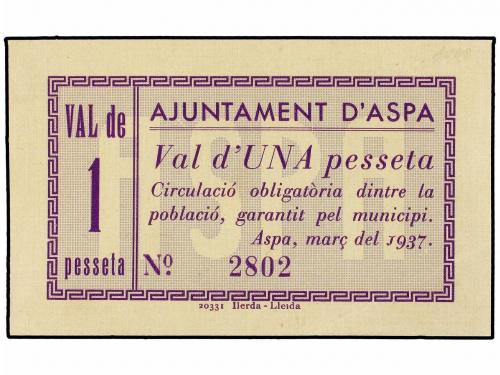 VAL de
1
pesseta
AJUNTAMENT D'ASPA
Val d'UNA pesseta
Circulació obligatòria dintre la
població, garantit pel municipi.
Aspa, març del 1937.
Nº. 2802
ASPA
20331 Ilerda - Lleida